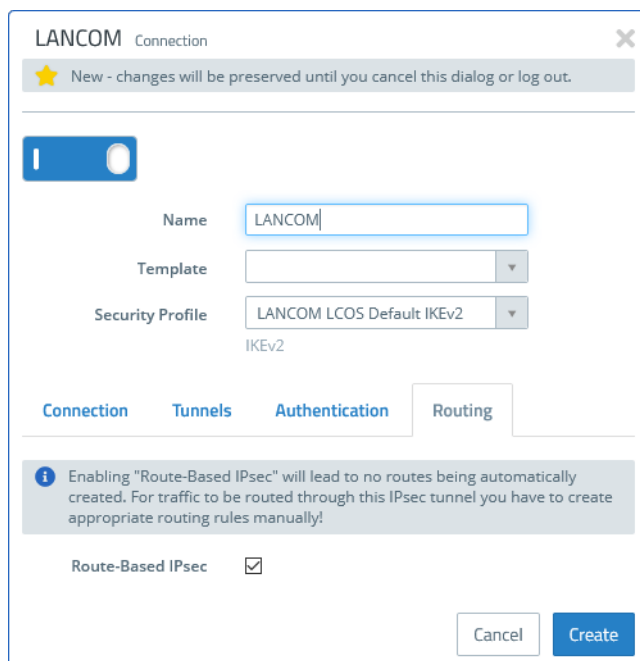 LANCOM Connection
New - changes will be preserved until you cancel this dialog or log out.
Name LANCOM
Template
Security Profile LANCOM LCOS Default IKEv2
IKEv2
Connection Tunnels Authentication Routing
Enabling "Route-Based IPsec" will lead to no routes being automatically
created. For traffic to be routed through this IPsec tunnel you have to create
appropriate routing rules manually!
Route-Based IPsec
Cancel Create